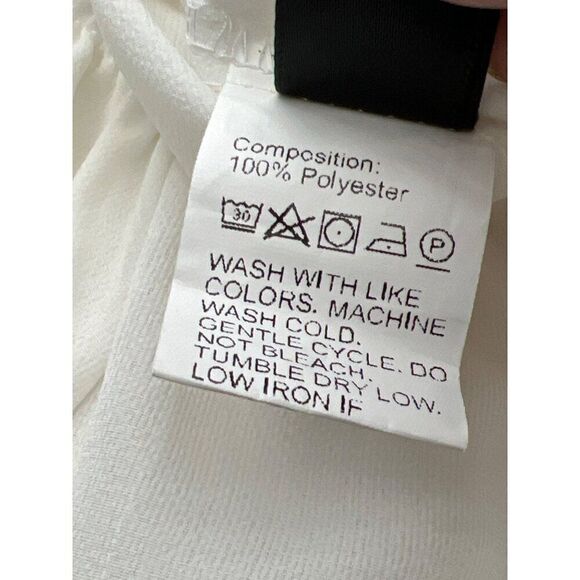 Composition:
100% Polyester
30 P
WASH WITH LIKE
COLORS. MACHINE
WASH COLD.
GENTLE CYCLE. DO
NOT BLEACH.
TUMBLE DRY LOW.
LOW IRON IF